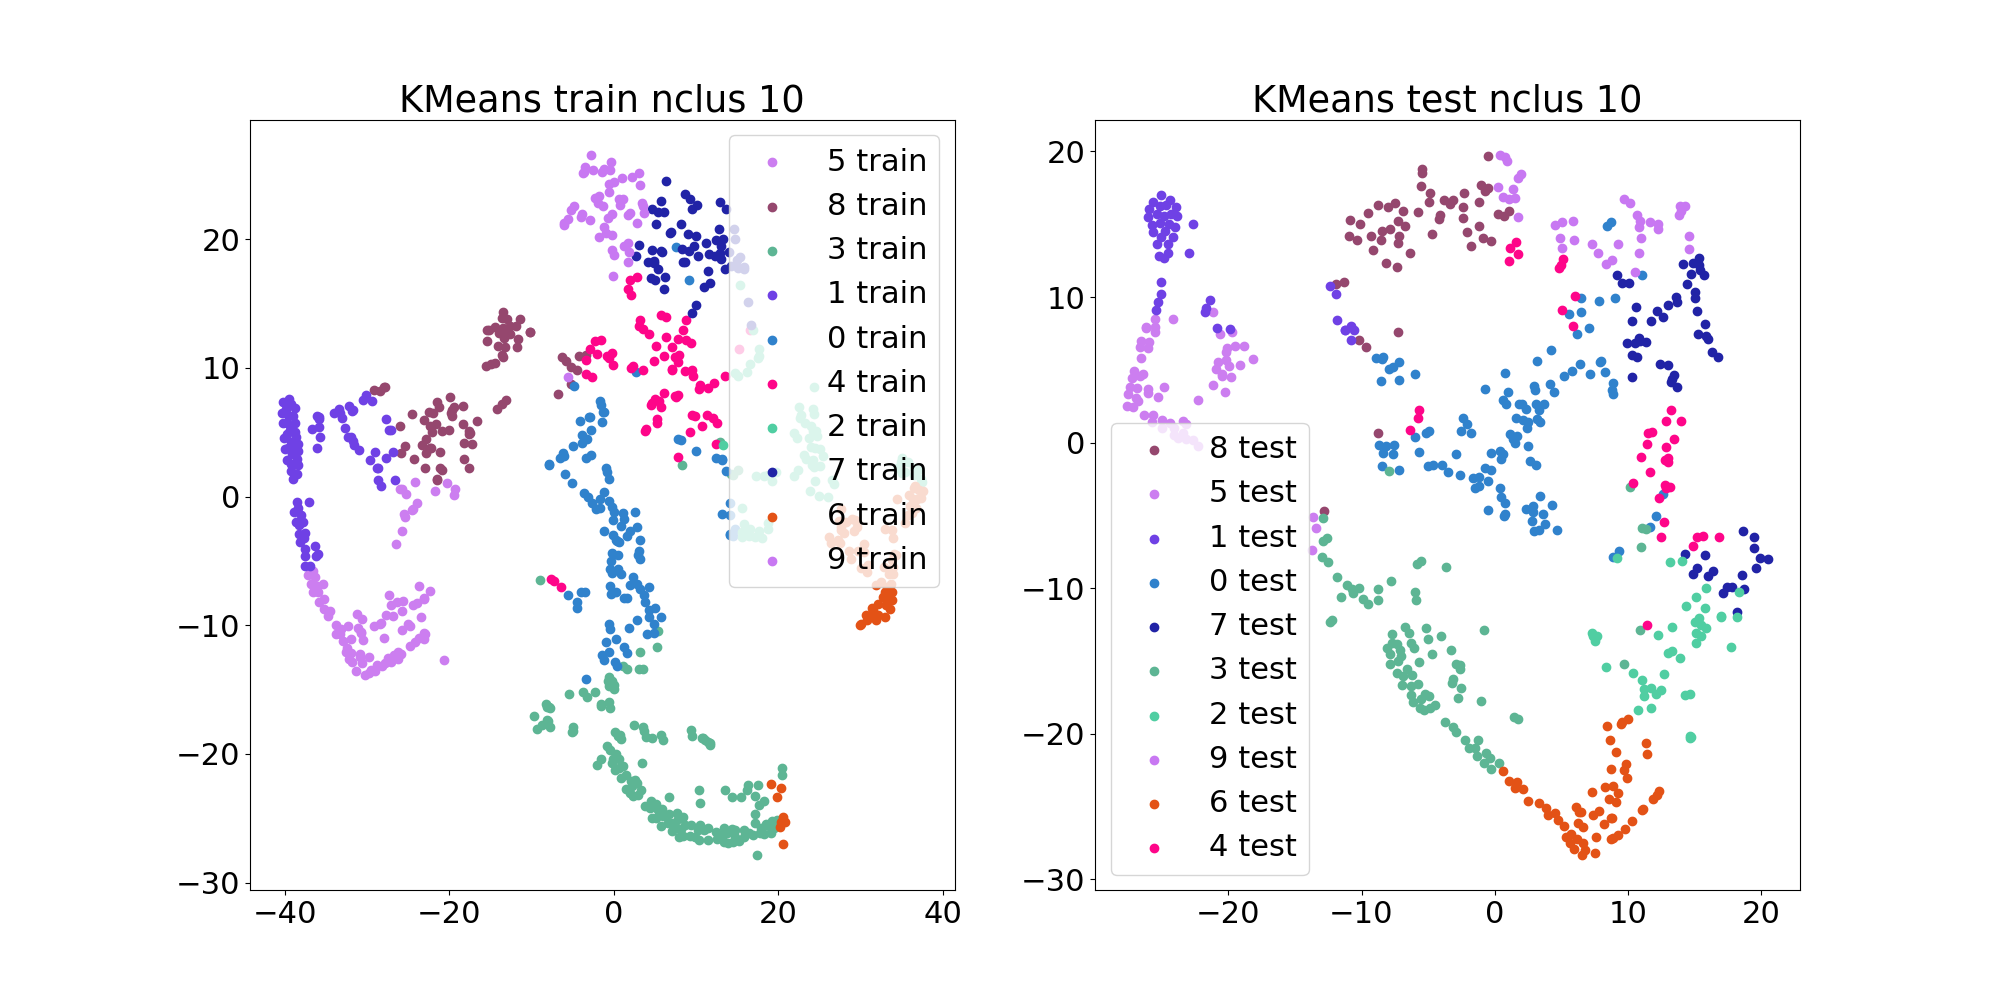 KMeans train nclus 10
20
10
0
−10
−20
−30
−40
−20
0
20
40
5 train
8 train
3 train
1 train
0 train
4 train
2 train
7 train
6 train
9 train
KMeans test nclus 10
20
10
0
−10
−20
−30
−20
−10
0
10
20
8 test
5 test
1 test
0 test
7 test
3 test
2 test
9 test
6 test
4 test